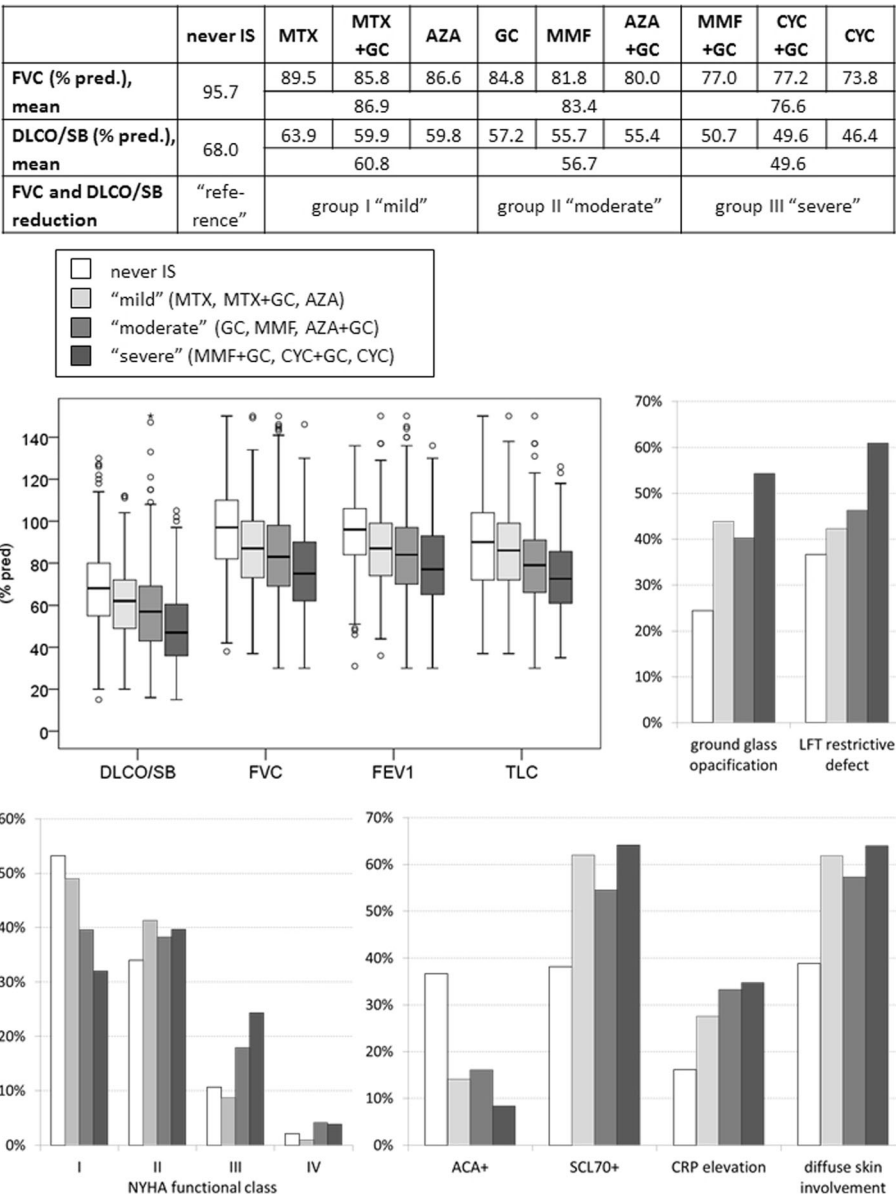 never IS MTX MTX +GC AZA GC MMF AZA +GC MMF +GC CYC +GC CYC
FVC (% pred.), mean 95.7 89.5 85.8 86.6 84.8 81.8 80.0 77.0 77.2 73.8
86.9 83.4 76.6
DLCO/SB (% pred.), mean 68.0 63.9 59.9 59.8 57.2 55.7 55.4 50.7 49.6 46.4
60.8 56.7 49.6
FVC and DLCO/SB reduction “refe-rence” group I “mild” group II “moderate” group III “severe”
never IS
“mild” (MTX, MTX+GC, AZA)
“moderate” (GC, MMF, AZA+GC)
“severe” (MMF+GC, CYC+GC, CYC)
(% pred)
140
120
100
80
60
40
20
0
DLCO/SB FVC FEV1 TLC
70%
60%
50%
40%
30%
20%
10%
0%
ground glass opacification
LFT restrictive defect
60%
50%
40%
30%
20%
10%
0%
I II III IV
NYHA functional class
70%
60%
50%
40%
30%
20%
10%
0%
ACA+ SCL70+ CRP elevation diffuse skin involvement